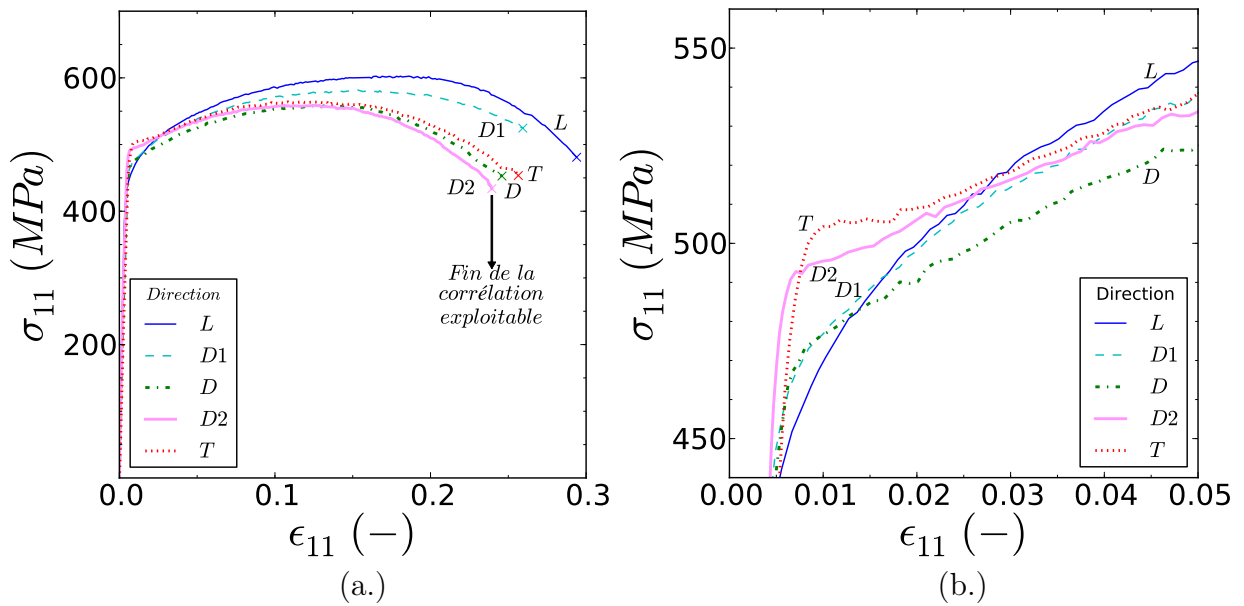 600
400
200
0.0
0.1
0.2
0.3
σ11 (MPa)
ϵ11 (−)
D1
L
T
D2
D
Fin de la
corrélation
exploitable
Direction
L
D1
D
D2
T
(a.)
550
500
450
0.00
0.01
0.02
0.03
0.04
0.05
σ11 (MPa)
ϵ11 (−)
L
T
D2
D1
D
Direction
L
D1
D
D2
T
(b.)